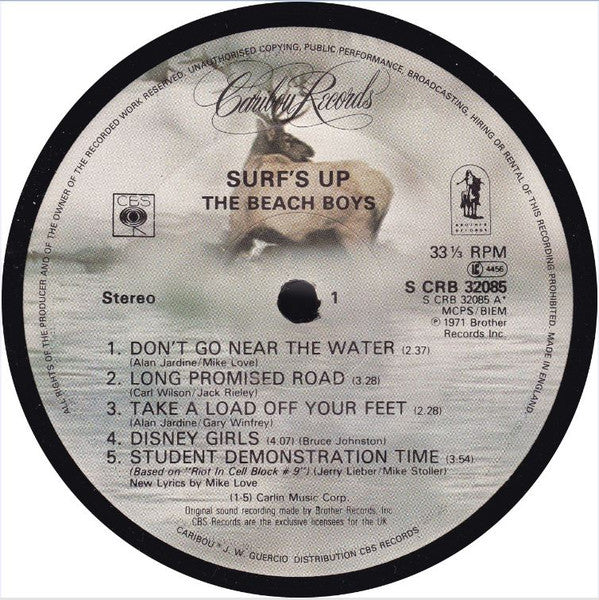 ALL RIGHTS OF THE PRODUCER AND OF THE OWNER OF THE RECORDED WORK RESERVED. UNAUTHORISED COPYING, PUBLIC PERFORMANCE, BROADCASTING, HIRING OR RENTAL OF THIS RECORDING PROHIBITED. MADE IN ENGLAND.
Caribou Records
SURF'S UP
THE BEACH BOYS
CBS
BROTHER
RECORDS
33 ⅓ RPM
LC 4456
Stereo
1
S CRB 32085
S CRB 32085 A*
MCPS/BIEM
℗ 1971 Brother
Records Inc.
1. DON'T GO NEAR THE WATER (2.37)
(Alan Jardine/Mike Love)
2. LONG PROMISED ROAD (3.28)
(Carl Wilson/Jack Rieley)
3. TAKE A LOAD OFF YOUR FEET (2.28)
(Alan Jardine/Gary Winfrey)
4. DISNEY GIRLS (4.07) (Bruce Johnston)
5. STUDENT DEMONSTRATION TIME (3.54)
(Based on "Riot In Cell Block # 9") (Jerry Lieber/Mike Stoller)
New Lyrics by Mike Love
(1-5) Carlin Music Corp.
Original sound recording made by Brother Records, Inc.
CBS Records are the exclusive licensees for the UK
CARIBOU - J. W. GUERCIO DISTRIBUTION CBS RECORDS